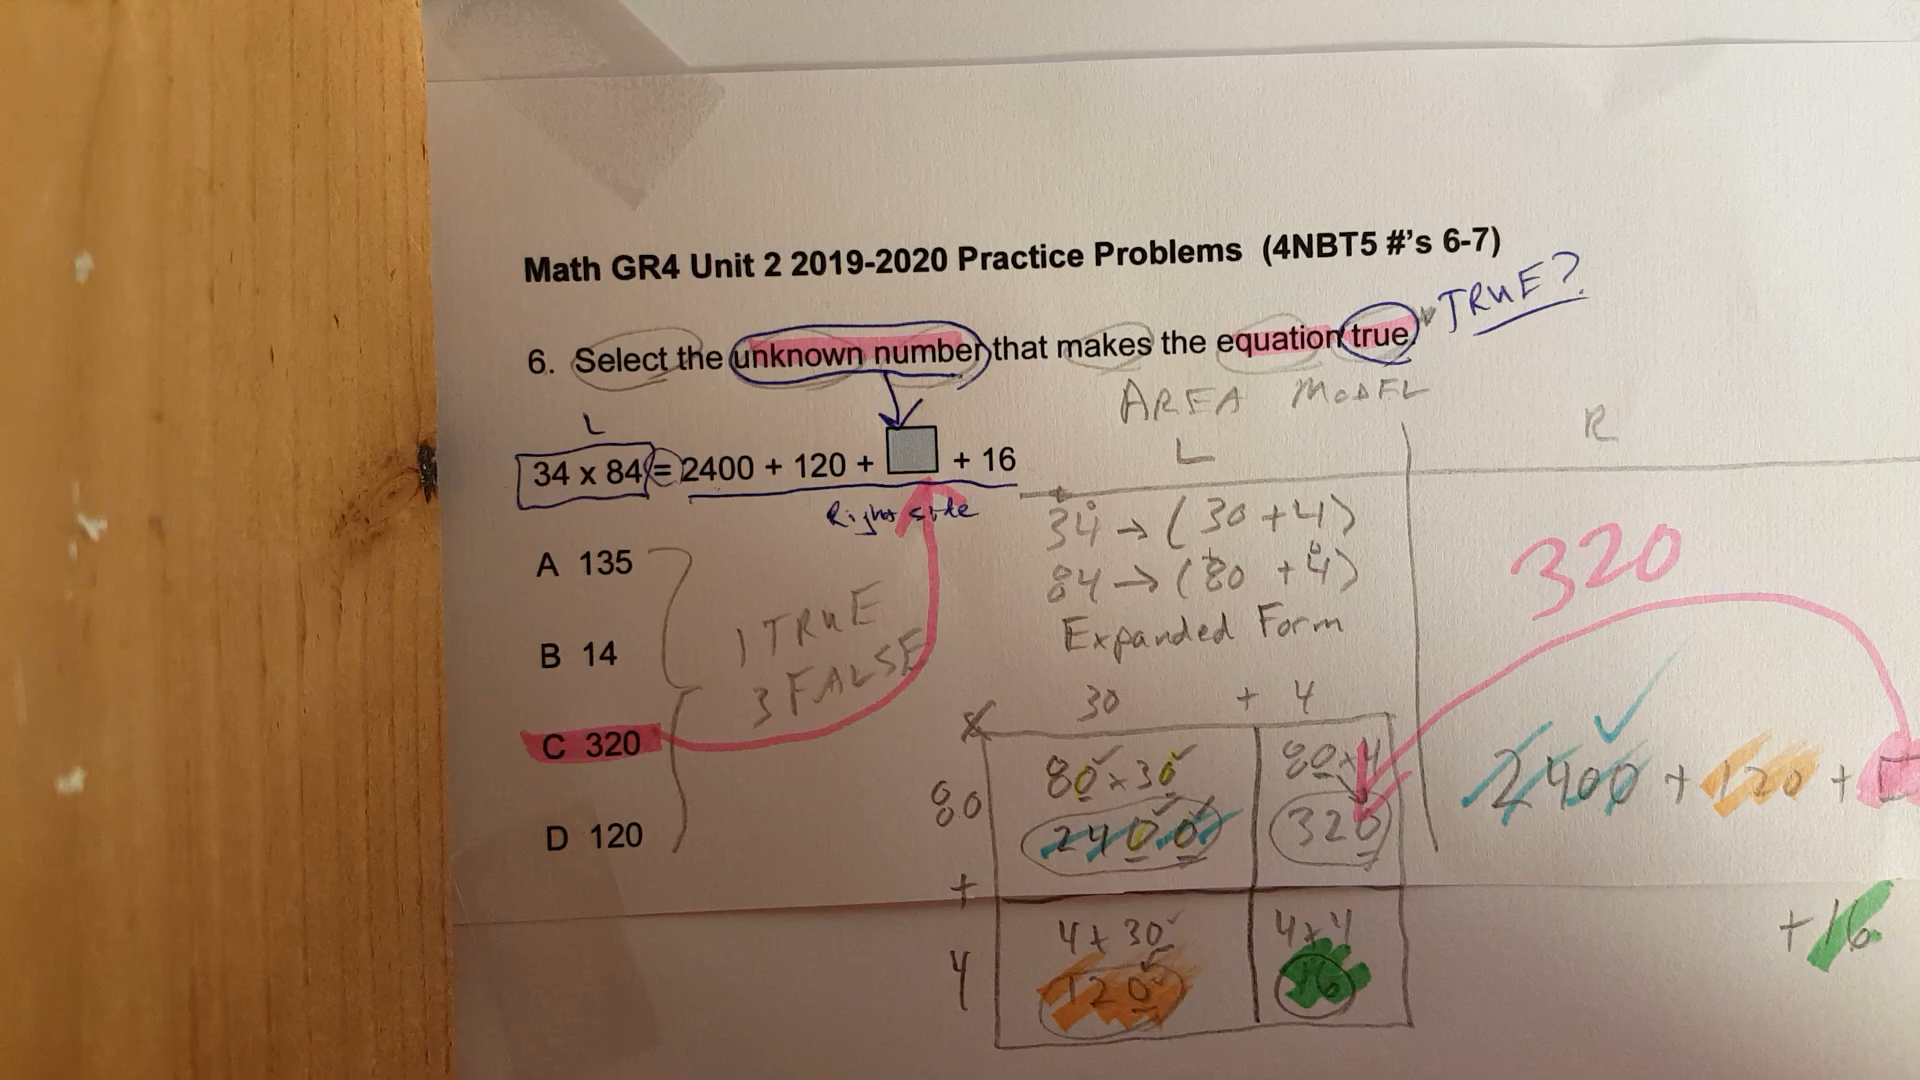 Math GR4 Unit 2 2019-2020 Practice Problems (4NBT5 #'s 6-7)
TRUE?
6. Select the unknown number that makes the equation true
AREA MODEL
L
L
R
34 x 84 = 2400 + 120 + + 16
Right side
34 → (30 + 4)
84 → (80 + 4)
Expanded Form
A 135
B 14
C 320
D 120
1 TRUE
3 FALSE
320
x 30 + 4
80 80 x 30 80 x 4
2400 320
+
4 4 x 30 4 x 4
120 16
2400 + 120 +
+ 16